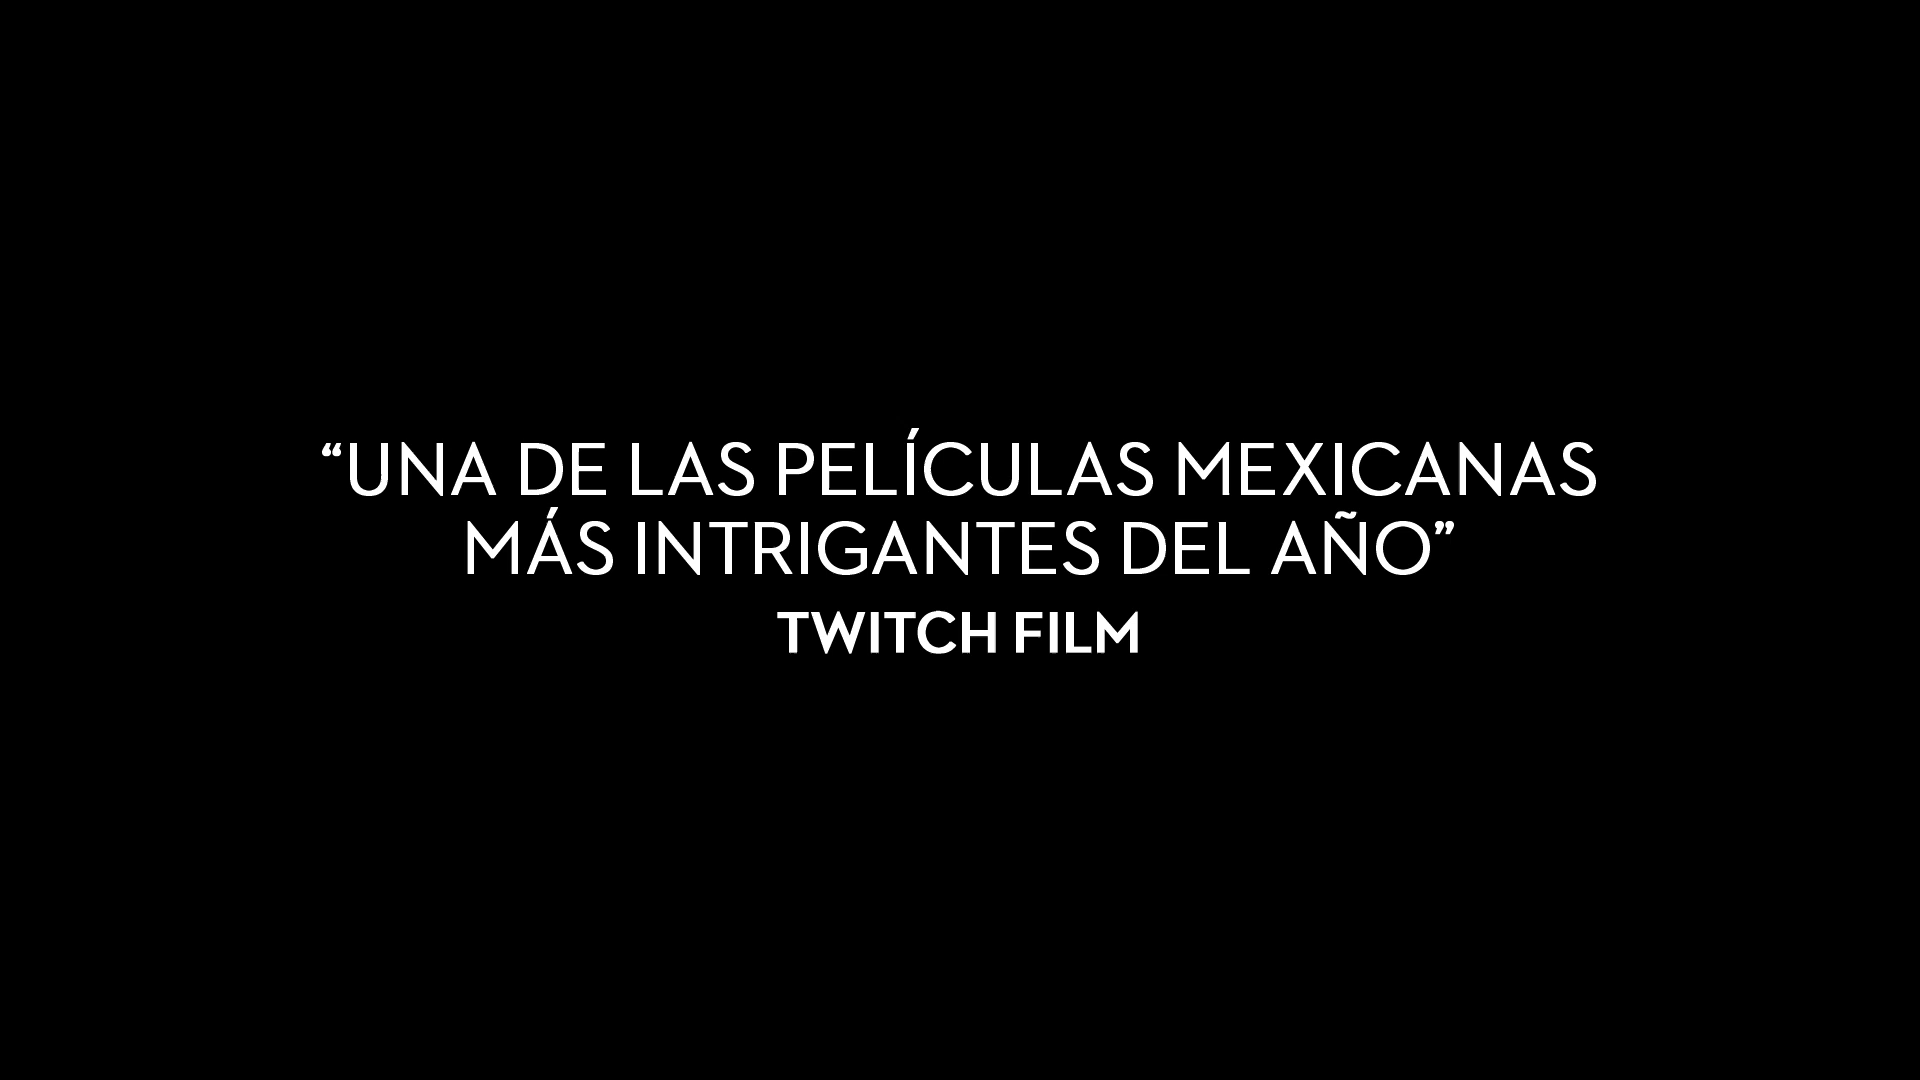 “UNA DE LAS PELÍCULAS MEXICANAS
MÁS INTRIGANTES DEL AÑO”
TWITCH FILM